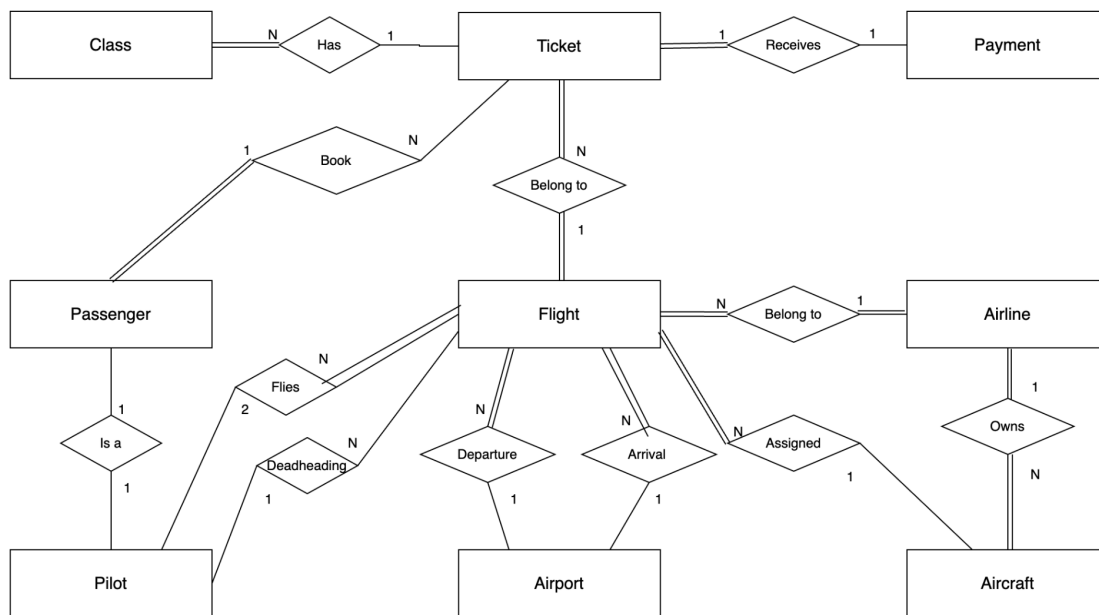 Class
N
Has
1
Ticket
1
Receives
1
Payment
1
Book
N
N
Belong to
1
Passenger
Flight
N
Belong to
1
Airline
1
Is a
1
N
Flies
2
N
Deadheading
1
N
Departure
1
N
Arrival
1
N
Assigned
1
1
Owns
N
Pilot
Airport
Aircraft